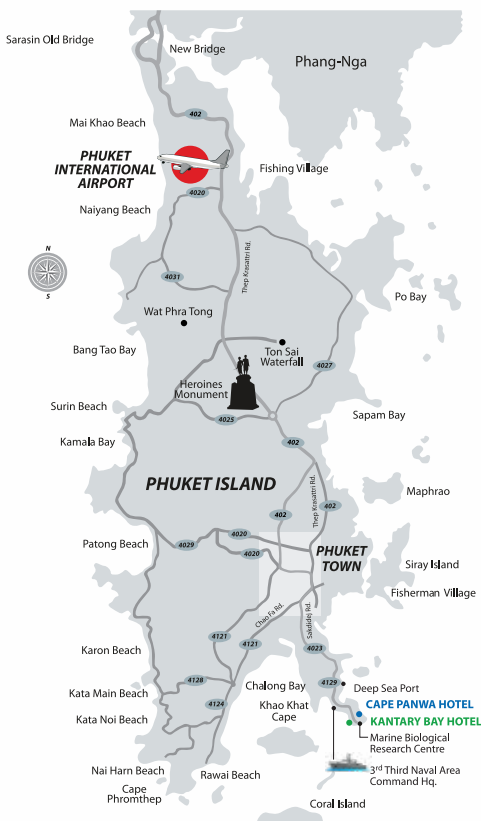 Sarasin Old Bridge
New Bridge
Phang-Nga
402
Mai Khao Beach
PHUKET
INTERNATIONAL
AIRPORT
Fishing Village
4020
Naiyang Beach
N
S
Thep Krasattri Rd.
4031
Po Bay
Wat Phra Tong
Bang Tao Bay
Ton Sai
Waterfall
4027
Heroines
Monument
Surin Beach
4025
Sapam Bay
Kamala Bay
402
PHUKET ISLAND
Maphrao
402
402
Thep Krasattri Rd.
4020
Patong Beach
4029
4020
PHUKET
TOWN
Siray Island
Fisherman Village
Chao Fa Rd.
Sakdidej Rd.
4121
4121
4023
Karon Beach
4128
4129
Chalong Bay
Deep Sea Port
Kata Main Beach
4124
Khao Khat
Cape
CAPE PANWA HOTEL
Kata Noi Beach
KANTARY BAY HOTEL
Marine Biological
Research Centre
Nai Harn Beach
Rawai Beach
3rd Third Naval Area
Command Hq.
Cape
Phromthep
Coral Island